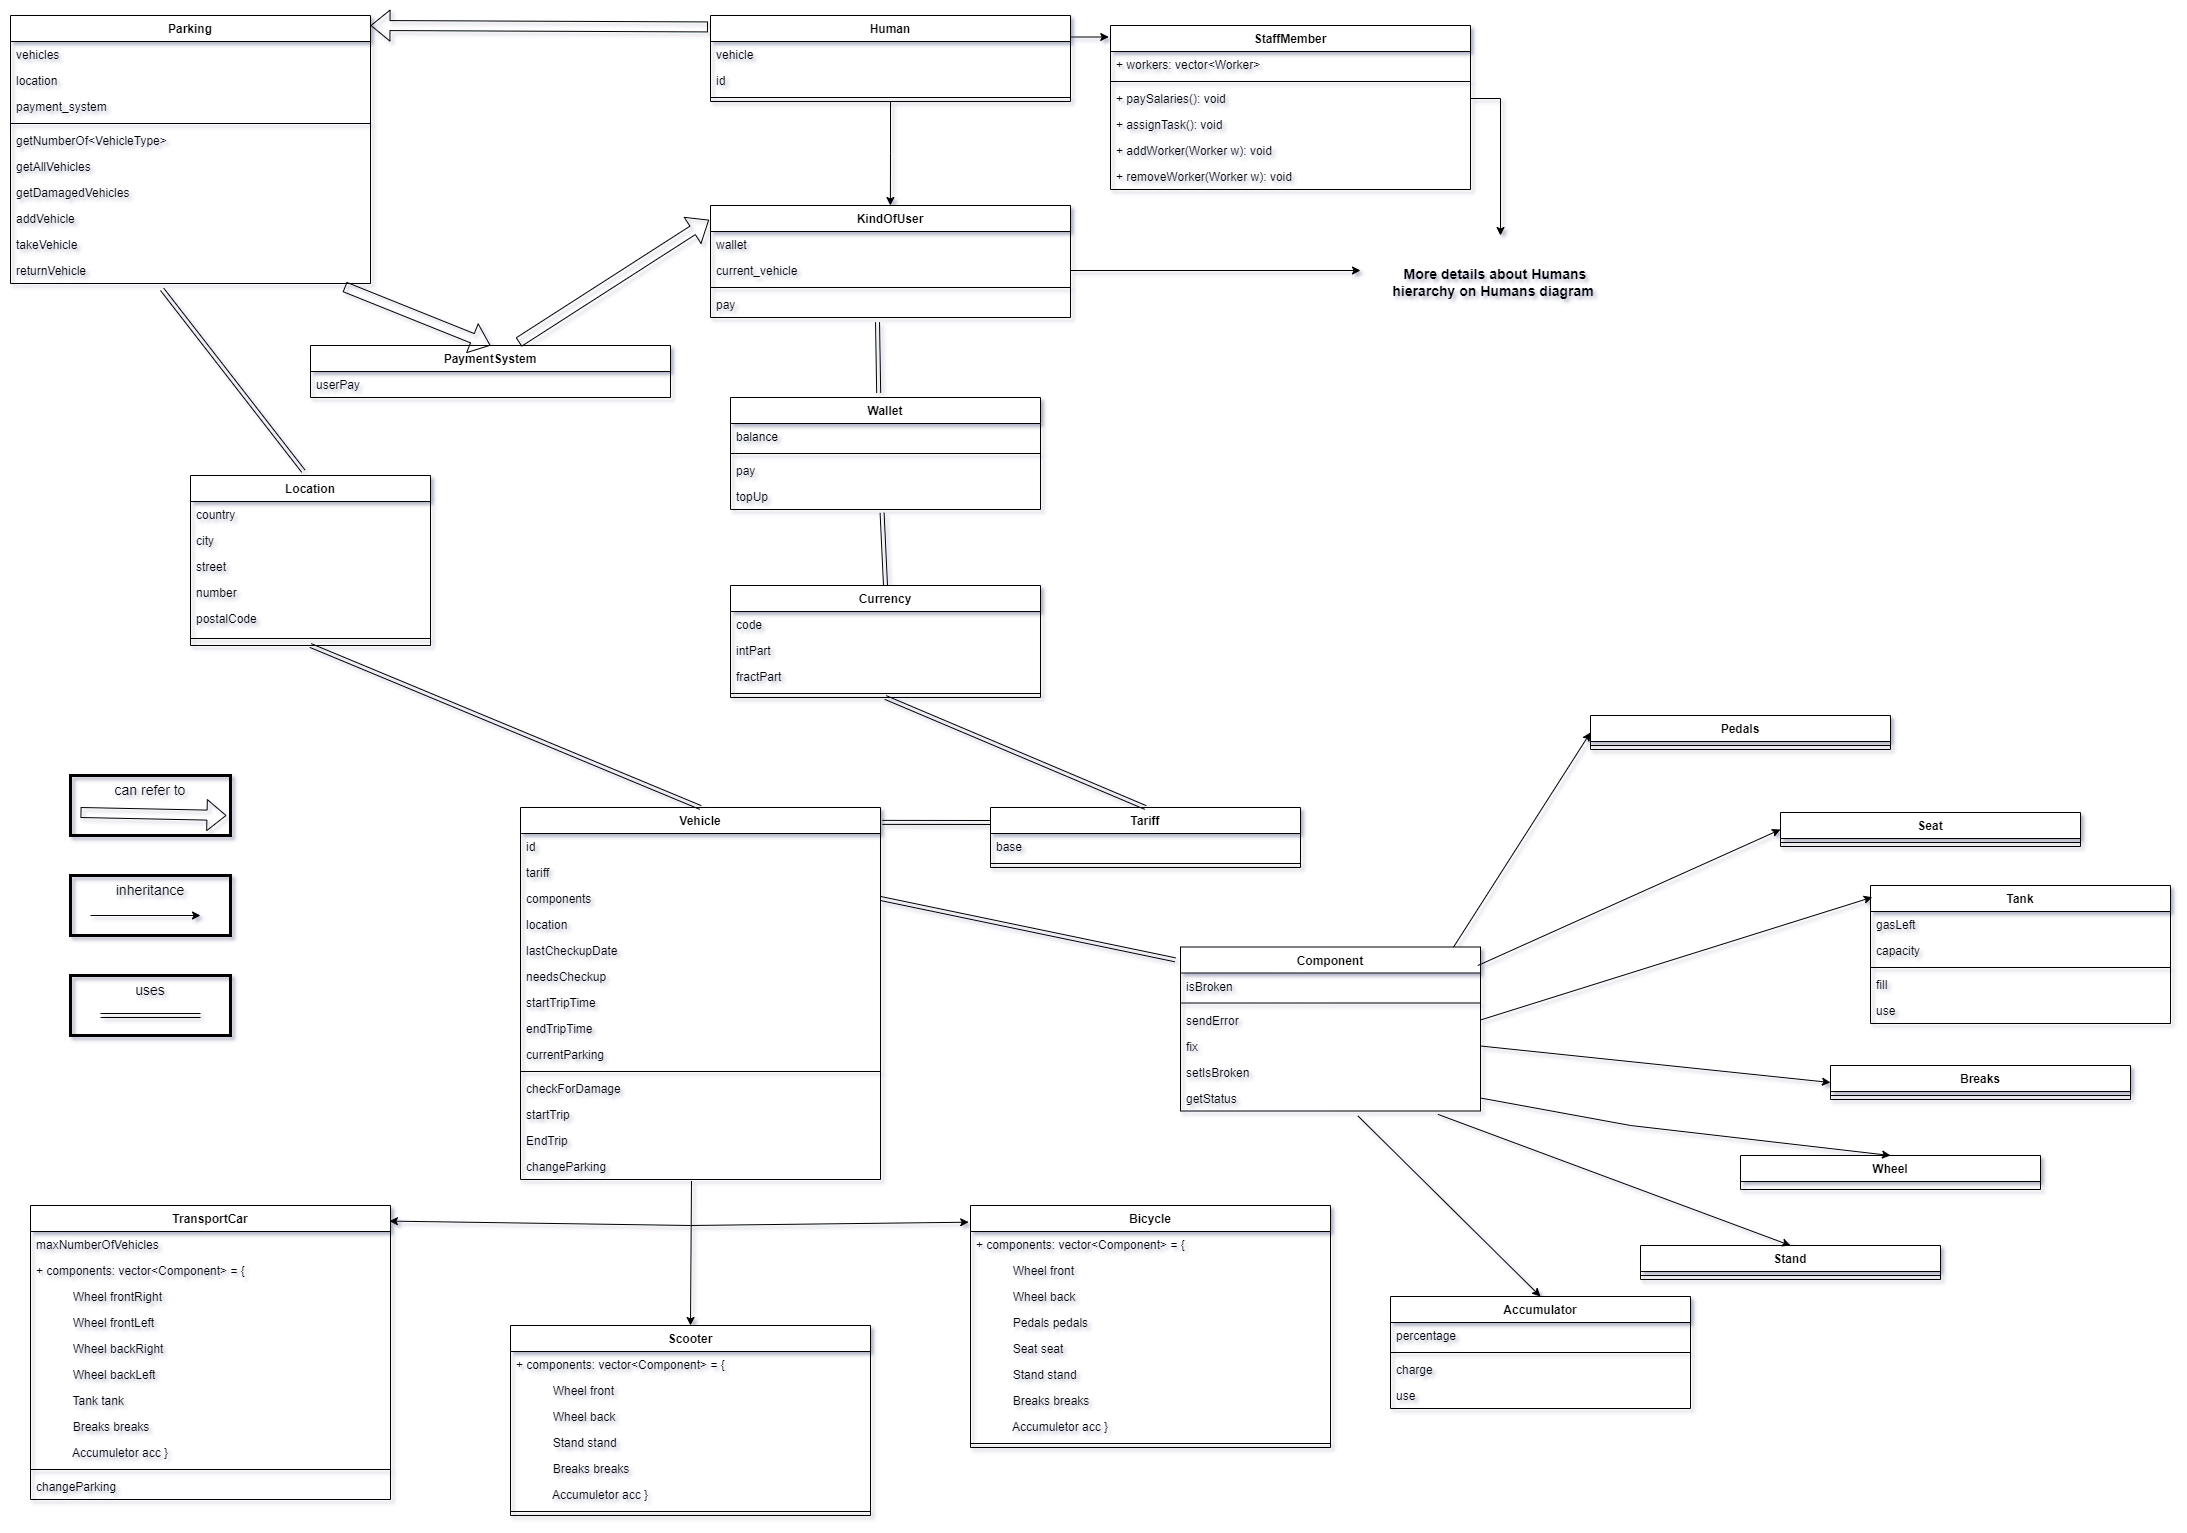 Parking
vehicles
location
payment_system
getNumberOf<VehicleType>
getAllVehicles
getDamagedVehicles
addVehicle
takeVehicle
returnVehicle
Human
vehicle
id
StaffMember
+ workers: vector<Worker>
+ paySalaries(): void
+ assignTask(): void
+ addWorker(Worker w): void
+ removeWorker(Worker w): void
KindOfUser
wallet
current_vehicle
pay
More details about Humans
hierarchy on Humans diagram
PaymentSystem
userPay
Wallet
balance
pay
topUp
Location
country
city
street
number
postalCode
Currency
code
intPart
fractPart
can refer to
inheritance
uses
Vehicle
id
tariff
components
location
lastCheckupDate
needsCheckup
startTripTime
endTripTime
currentParking
checkForDamage
startTrip
EndTrip
changeParking
Tariff
base
Component
isBroken
sendError
fix
setIsBroken
getStatus
Pedals
Seat
Tank
gasLeft
capacity
fill
use
Breaks
Wheel
Stand
Accumulator
percentage
charge
use
TransportCar
maxNumberOfVehicles
+ components: vector<Component> = {
Wheel frontRight
Wheel frontLeft
Wheel backRight
Wheel backLeft
Tank tank
Breaks breaks
Accumuletor acc }
changeParking
Scooter
+ components: vector<Component> = {
Wheel front
Wheel back
Stand stand
Breaks breaks
Accumuletor acc }
Bicycle
+ components: vector<Component> = {
Wheel front
Wheel back
Pedals pedals
Seat seat
Stand stand
Breaks breaks
Accumuletor acc }